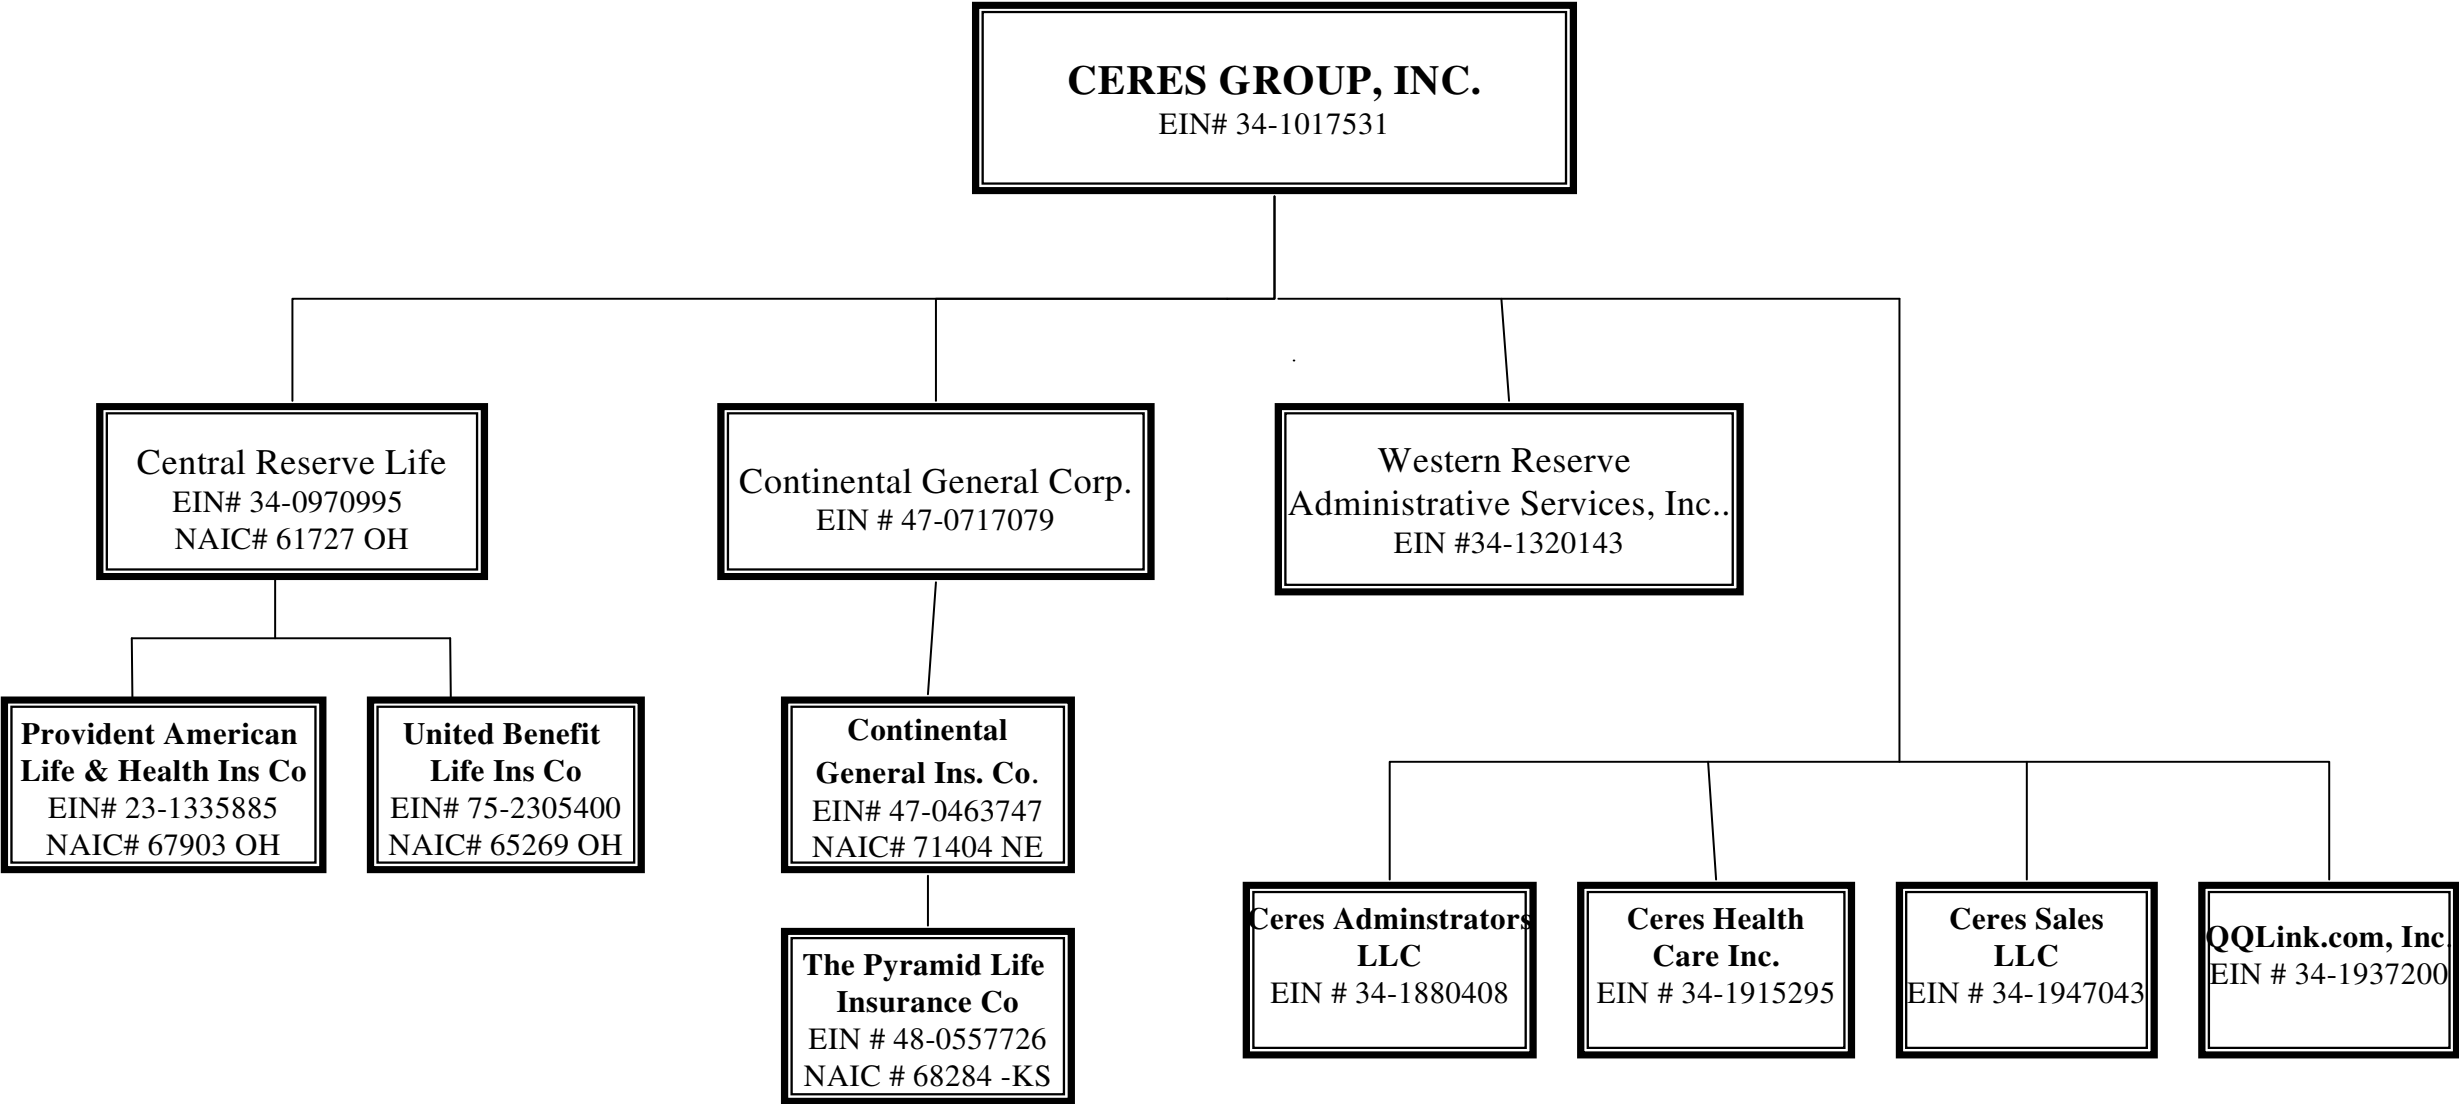 CERES GROUP, INC.
EIN# 34-1017531
Central Reserve Life
EIN# 34-0970995
NAIC# 61727 OH
Continental General Corp.
EIN # 47-0717079
Western Reserve
Administrative Services, Inc..
EIN #34-1320143
Provident American
Life & Health Ins Co
EIN# 23-1335885
NAIC# 67903 OH
United Benefit
Life Ins Co
EIN# 75-2305400
NAIC# 65269 OH
Continental
General Ins. Co.
EIN# 47-0463747
NAIC# 71404 NE
The Pyramid Life
Insurance Co
EIN # 48-0557726
NAIC # 68284 -KS
Ceres Adminstrators
LLC
EIN # 34-1880408
Ceres Health
Care Inc.
EIN # 34-1915295
Ceres Sales
LLC
EIN # 34-1947043
QQLink.com, Inc.
EIN # 34-1937200